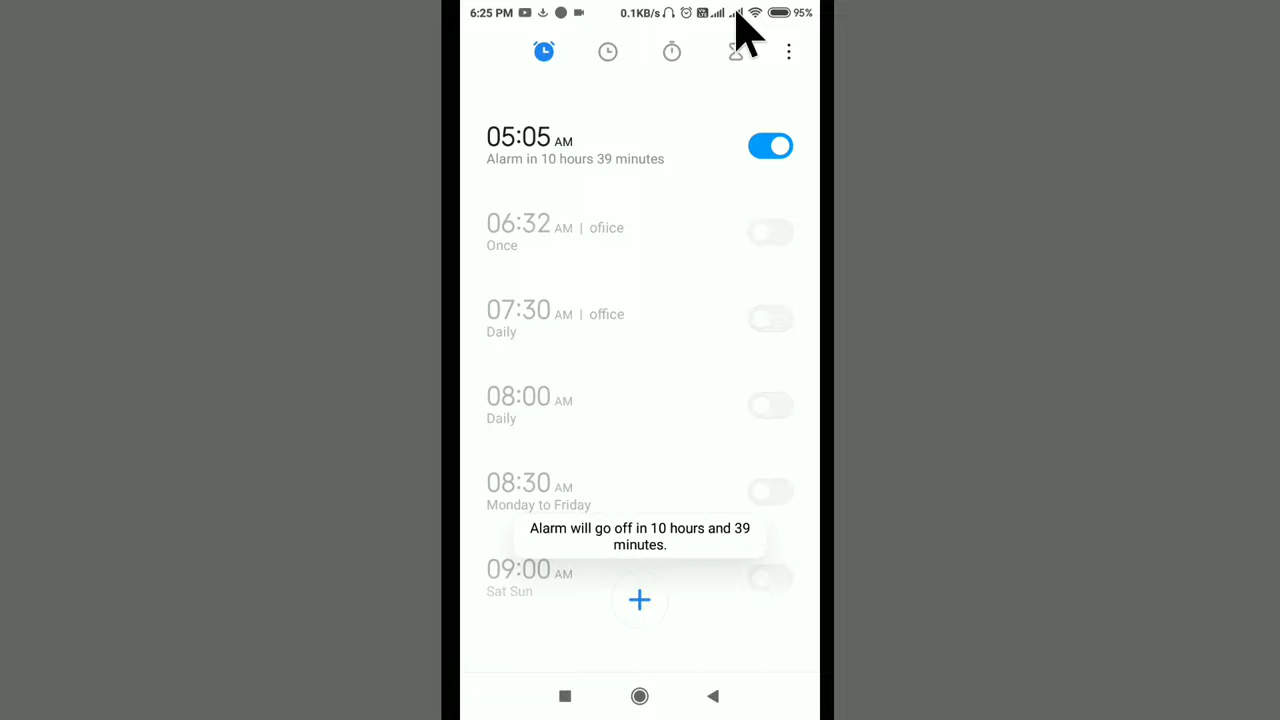 6:25 PM 0.1KB/s 95%
05:05 AM
Alarm in 10 hours 39 minutes
06:32 AM | ofiice
Once
07:30 AM | office
Daily
08:00 AM
Daily
08:30 AM
Monday to Friday
Alarm will go off in 10 hours and 39
minutes.
09:00 AM
Sat Sun